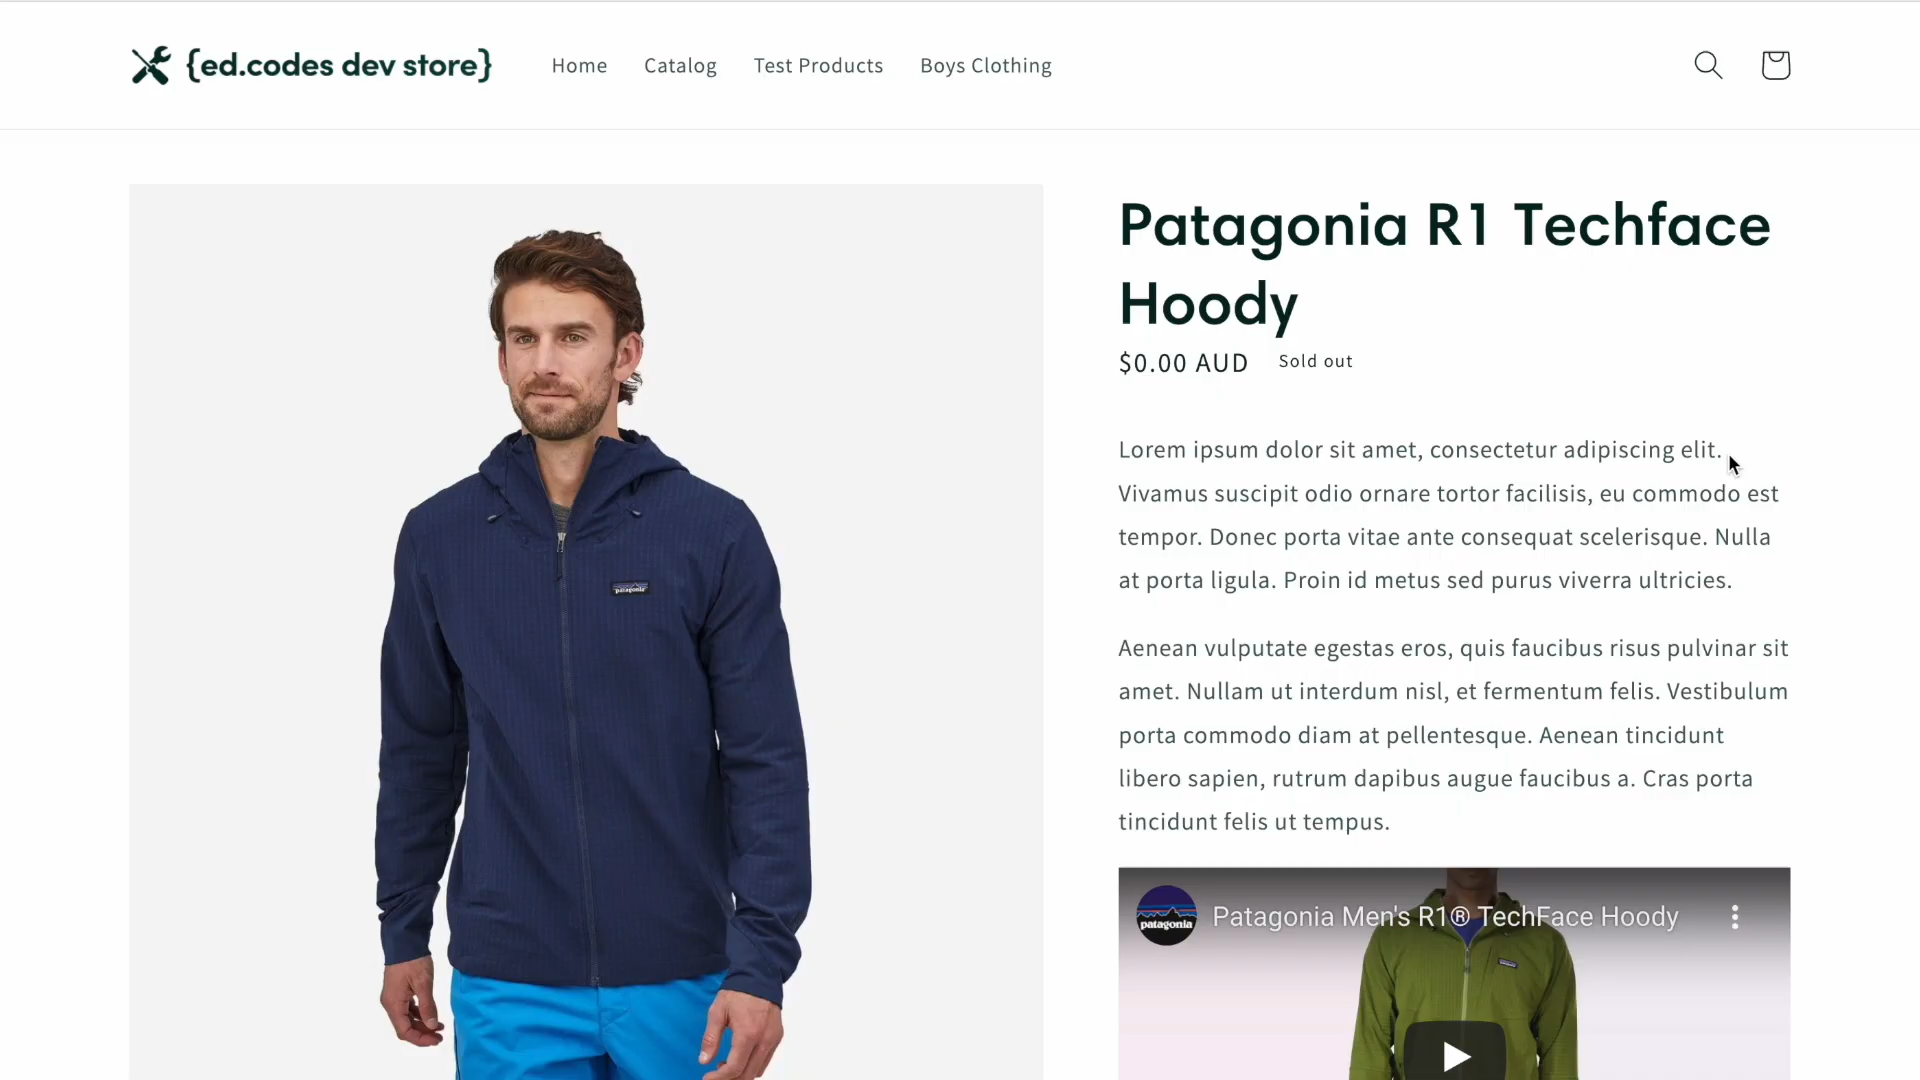 {ed.codes dev store}
Home Catalog Test Products Boys Clothing
Patagonia R1 Techface
Hoody
$0.00 AUD Sold out
Lorem ipsum dolor sit amet, consectetur adipiscing elit.
Vivamus suscipit odio ornare tortor facilisis, eu commodo est
tempor. Donec porta vitae ante consequat scelerisque. Nulla
at porta ligula. Proin id metus sed purus viverra ultricies.
Aenean vulputate egestas eros, quis faucibus risus pulvinar sit
amet. Nullam ut interdum nisl, et fermentum felis. Vestibulum
porta commodo diam at pellentesque. Aenean tincidunt
libero sapien, rutrum dapibus augue faucibus a. Cras porta
tincidunt felis ut tempus.
patagonia
patagonia
Patagonia Men's R1® TechFace Hoody